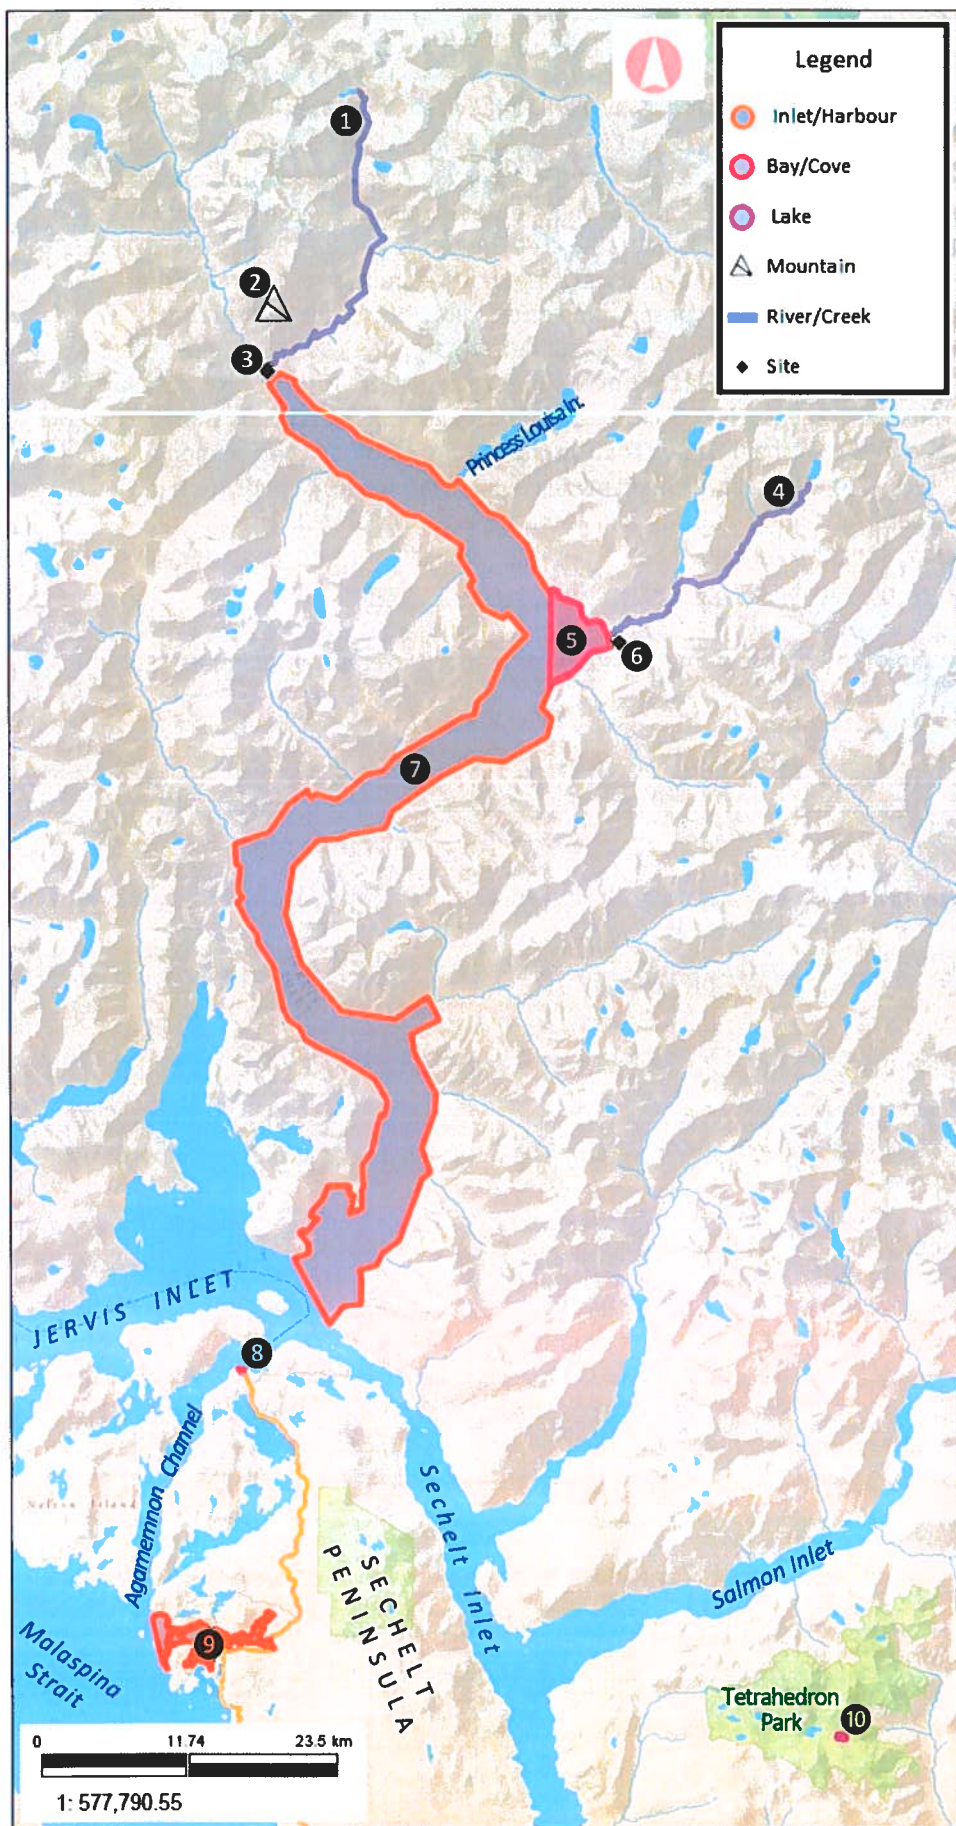 Legend
Inlet/Harbour
Bay/Cove
Lake
Mountain
River/Creek
Site
1
2
3
Princess Louisa In.
4
5
6
7
JERVIS INLET
8
Agamemnon Channel
Nelson Island
Sechelt Inlet
SECHELT
PENINSULA
Salmon Inlet
9
Malaspina
Strait
Tetrahedron
Park
10
0 11.74 23.5 km
1: 577,790.55